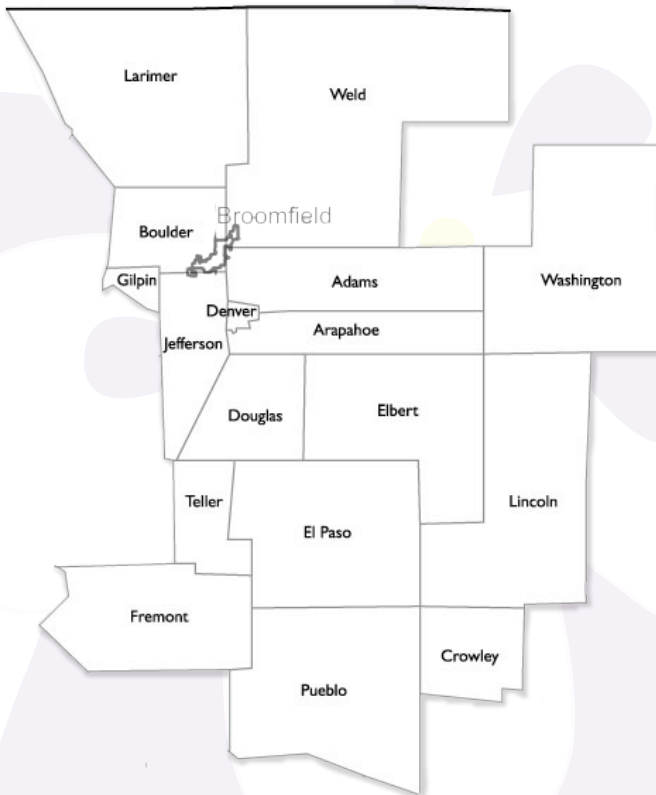 Larimer
Weld
Broomfield
Boulder
Gilpin
Adams
Washington
Denver
Arapahoe
Jefferson
Douglas
Elbert
Teller
Lincoln
El Paso
Fremont
Crowley
Pueblo